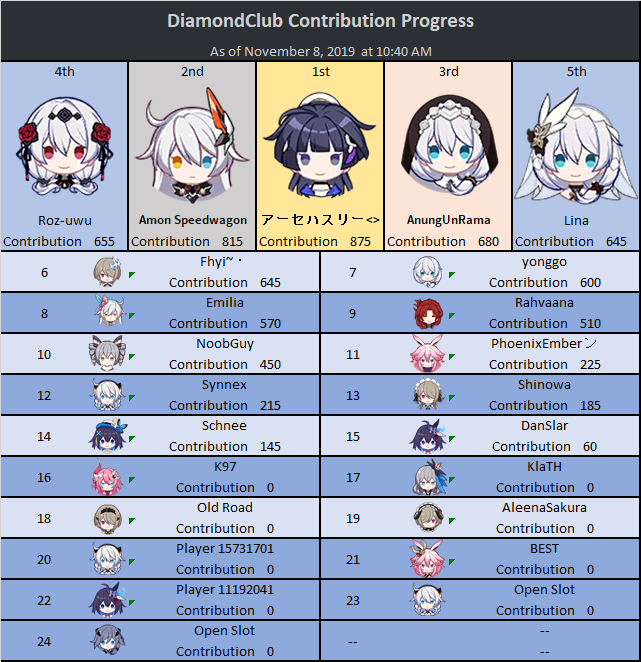 DiamondClub Contribution Progress
As of November 8, 2019 at 10:40 AM
4th 2nd 1st 3rd 5th
Roz-uwu Amon Speedwagon アーセハスリー<> AnungUnRama Lina
Contribution 655 Contribution 815 Contribution 875 Contribution 680 Contribution 645
6 Fhyi~・ 7 yonggo
Contribution 645 Contribution 600
8 Emilia 9 Rahvaana
Contribution 570 Contribution 510
10 NoobGuy 11 PhoenixEmberン
Contribution 450 Contribution 225
12 Synnex 13 Shinowa
Contribution 215 Contribution 185
14 Schnee 15 DanSlar
Contribution 145 Contribution 60
16 K97 17 KlaTH
Contribution 0 Contribution 0
18 Old Road 19 AleenaSakura
Contribution 0 Contribution 0
20 Player 15731701 21 BEST
Contribution 0 Contribution 0
22 Player 11192041 23 Open Slot
Contribution 0 Contribution 0
24 Open Slot -- --
Contribution 0 --